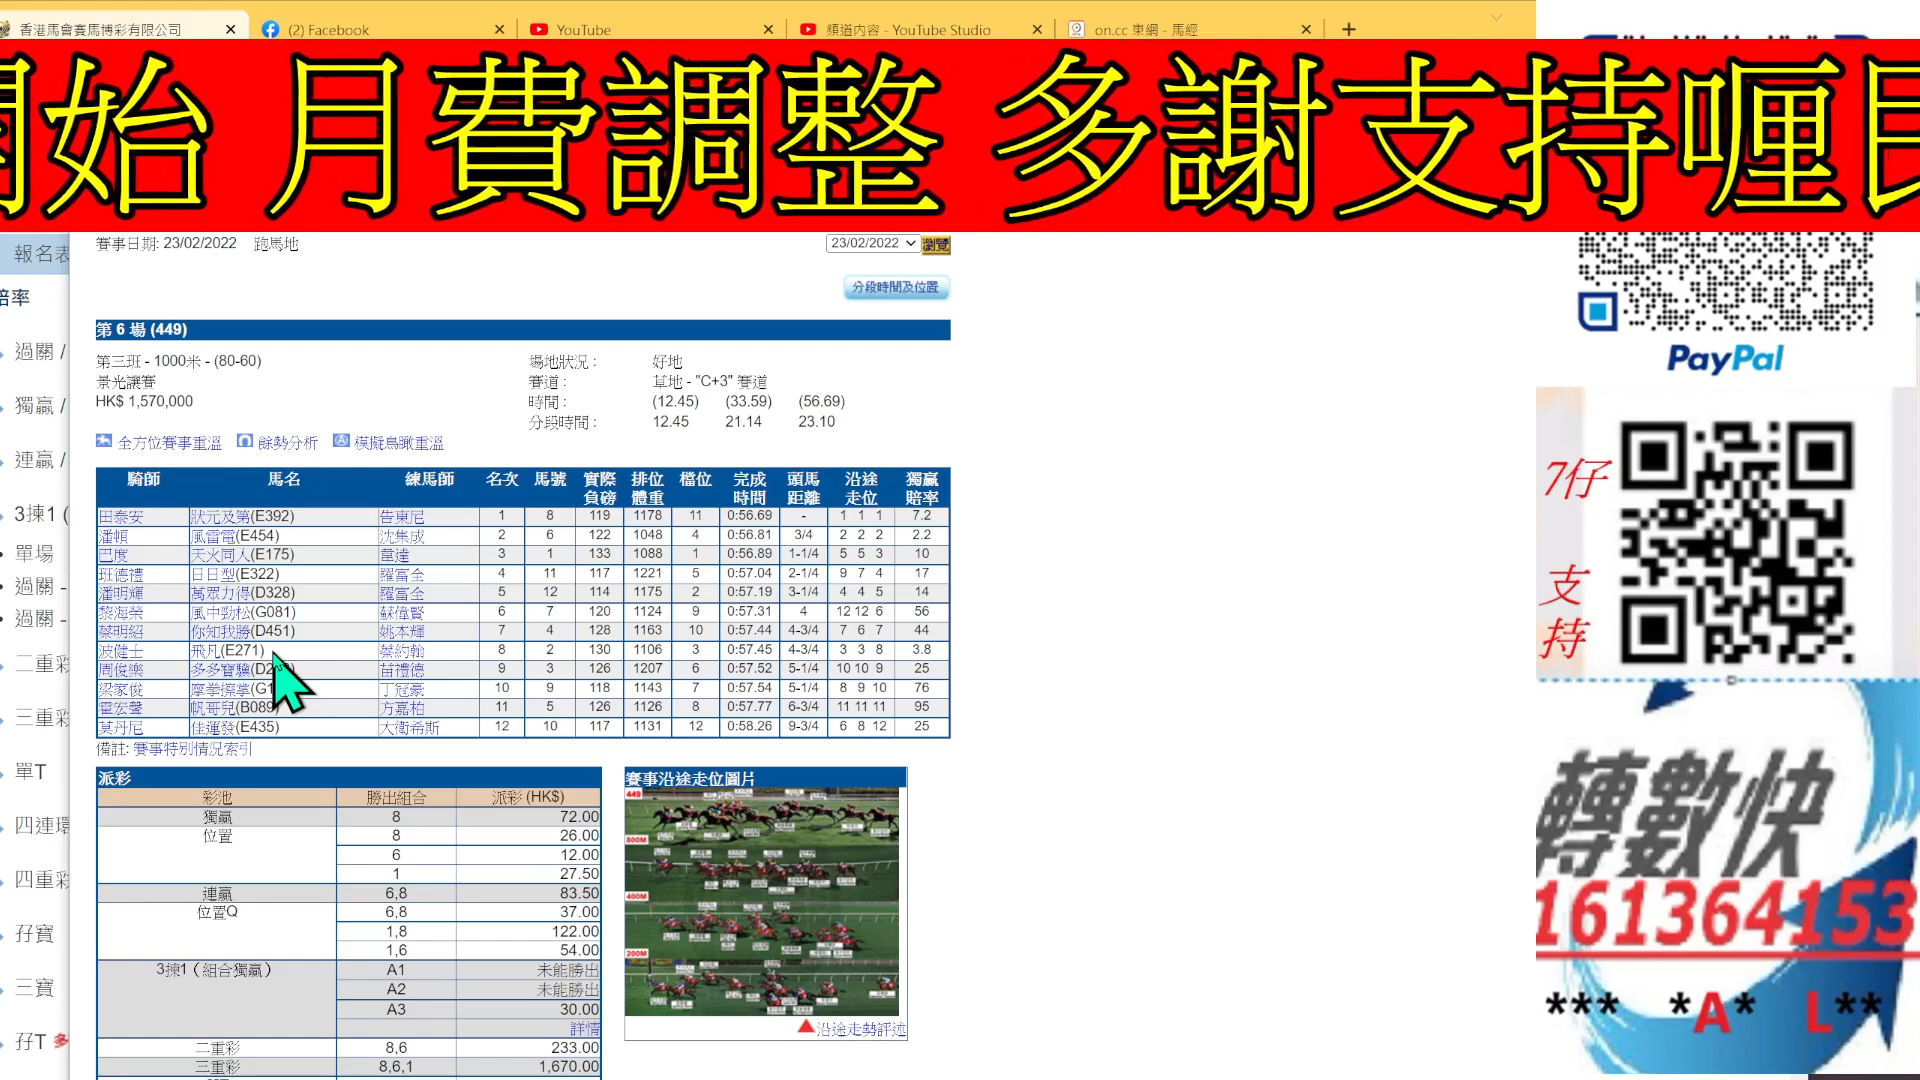 香港馬會賽馬博彩有限公司
(2) Facebook
YouTube
頻道內容 - YouTube Studio
on.cc 東網 - 馬經
開始 月費調整 多謝支持喱
賽事日期: 23/02/2022 跑馬地
23/02/2022 瀏覽
分段時間及位置
報名表
賠率
過關 /
獨贏 /
連贏 /
3揀1 (
單場
過關 -
過關 -
二重彩
三重彩
單T
四連環
四重彩
孖寶
三寶
孖T 多
第 6 場 (449)
第三班 - 1000米 - (80-60) 場地狀況 : 好地
景光讓賽 賽道 : 草地 - "C+3" 賽道
HK$ 1,570,000 時間 : (12.45) (33.59) (56.69)
分段時間 : 12.45 21.14 23.10
全方位賽事重溫 餘勢分析 模擬鳥瞰重溫
騎師 馬名 練馬師 名次 馬號 實際負磅 排位體重 檔位 完成時間 頭馬距離 沿途走位 獨贏賠率
田泰安 狀元及第(E392) 告東尼 1 8 119 1178 11 0:56.69 - 1 1 1 7.2
潘頓 風雷電(E454) 沈集成 2 6 122 1048 4 0:56.81 3/4 2 2 2 2.2
巴度 天火同人(E175) 韋達 3 1 133 1088 1 0:56.89 1-1/4 5 5 3 10
班德禮 日日型(E322) 羅富全 4 11 117 1221 5 0:57.04 2-1/4 9 7 4 17
潘明輝 萬眾力得(D328) 羅富全 5 12 114 1175 2 0:57.19 3-1/4 4 4 5 14
黎海榮 風中勁松(G081) 蘇偉賢 6 7 120 1124 9 0:57.31 4 12 12 6 56
蔡明紹 你知我勝(D451) 姚本輝 7 4 128 1163 10 0:57.44 4-3/4 7 6 7 44
波健士 飛凡(E271) 蔡約翰 8 2 130 1106 3 0:57.45 4-3/4 3 3 8 3.8
周俊樂 多多寶驥(D2 苗禮德 9 3 126 1207 6 0:57.52 5-1/4 10 10 9 25
梁家俊 摩拳擦掌(G1 丁冠豪 10 9 118 1143 7 0:57.54 5-1/4 8 9 10 76
霍宏聲 帆哥兒(B089) 方嘉柏 11 5 126 1126 8 0:57.77 6-3/4 11 11 11 95
莫丹尼 佳運發(E435) 大衛希斯 12 10 117 1131 12 0:58.26 9-3/4 6 8 12 25
備註: 賽事特別情況索引
派彩
彩池 勝出組合 派彩 (HK$)
獨贏 8 72.00
位置 8 26.00
6 12.00
1 27.50
連贏 6,8 83.50
位置Q 6,8 37.00
1,8 122.00
1,6 54.00
3揀1 ( 組合獨贏 ) A1 未能勝出
A2 未能勝出
A3 30.00
詳情
二重彩 8,6 233.00
三重彩 8,6,1 1,670.00
賽事沿途走位圖片
449
800M
400M
200M
沿途走勢評述
PayPal
7仔
支
持
轉數快
161364153
*** *A* L**